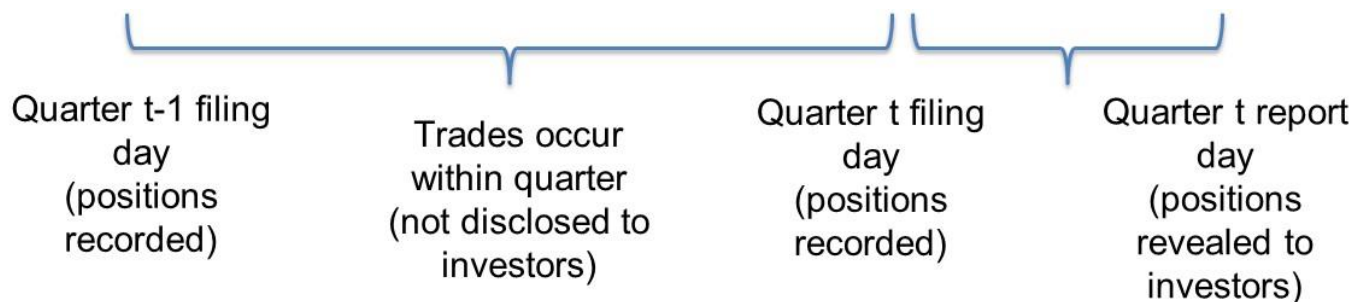 Quarter t-1 filing
day
(positions
recorded)
Trades occur
within quarter
(not disclosed to
investors)
Quarter t filing
day
(positions
recorded)
Quarter t report
day
(positions
revealed to
investors)